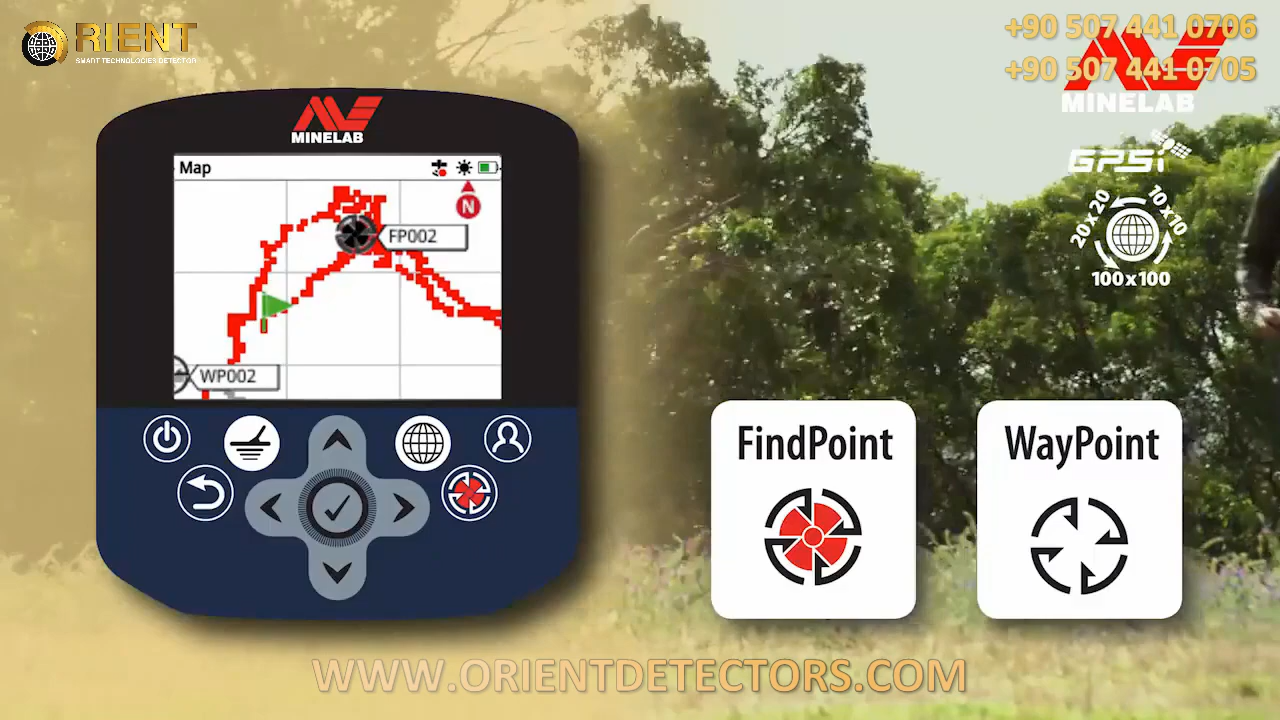 ORIENT
SMART TECHNOLOGIES DETECTOR
+90 507 441 0706
+90 507 441 0705
MINELAB
GPSi
20x20
10x10
100x100
MINELAB
Map
N
FP002
WP002
FindPoint
WayPoint
WWW.ORIENTDETECTORS.COM